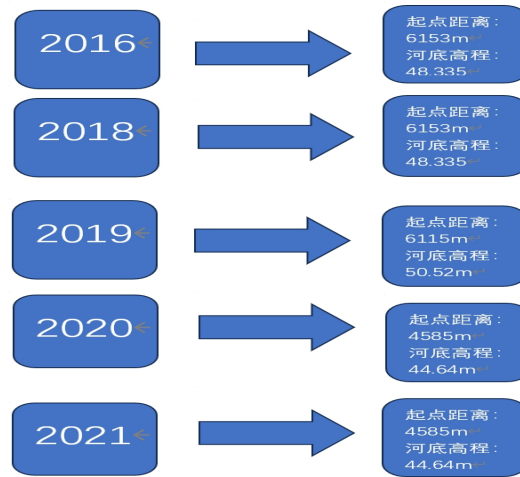 2016
起点距离：
6153m
河底高程：
48.335
2018
起点距离：
6153m
河底高程：
48.335
2019
起点距离：
6115m
河底高程：
50.52m
2020
起点距离：
4585m
河底高程：
44.64m
2021
起点距离：
4585m
河底高程：
44.64m